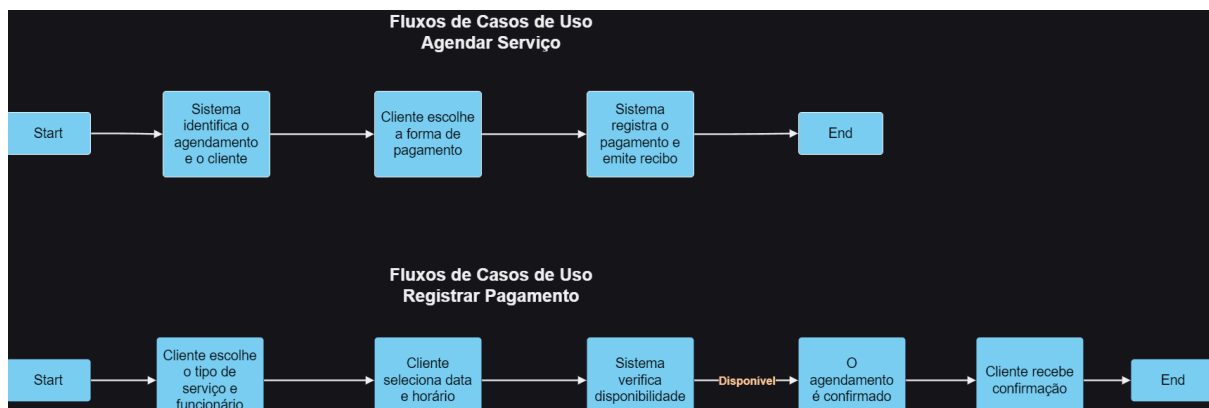 Fluxos de Casos de Uso
Agendar Serviço
Start
Sistema
identifica o
agendamento
e o cliente
Cliente escolhe
a forma de
pagamento
Sistema
registra o
pagamento e
emite recibo
End
Fluxos de Casos de Uso
Registrar Pagamento
Start
Cliente escolhe
o tipo de
serviço e
funcionário
Cliente
seleciona data
e horário
Sistema
verifica
disponibilidade
Disponível
O
agendamento
é confirmado
Cliente recebe
confirmação
End